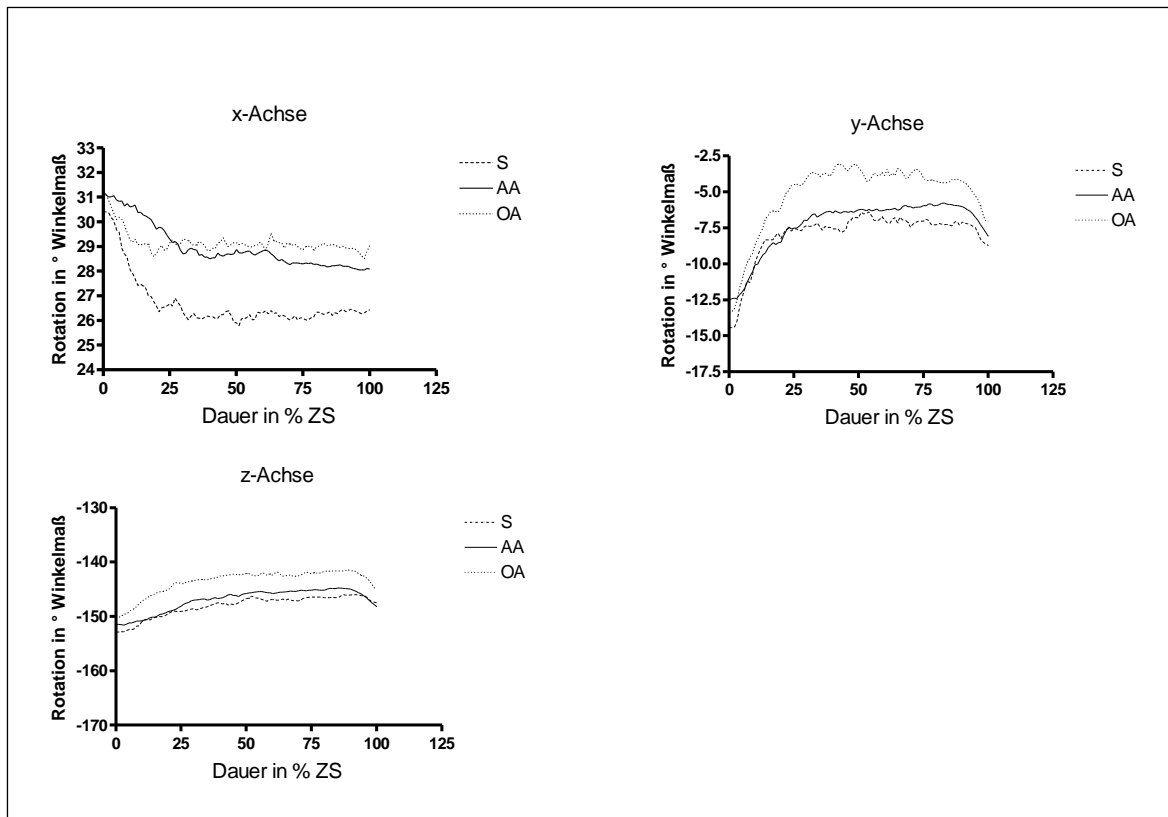 x-Achse
33
32
31
30
29
28
27
26
25
24
0 25 50 75 100 125
Rotation in ° Winkelmaß
Dauer in % ZS
S
AA
OA
y-Achse
-2.5
-5.0
-7.5
-10.0
-12.5
-15.0
-17.5
0 25 50 75 100 125
Rotation in ° Winkelmaß
Dauer in % ZS
S
AA
OA
z-Achse
-130
-140
-150
-160
-170
0 25 50 75 100 125
Rotation in ° Winkelmaß
Dauer in % ZS
S
AA
OA